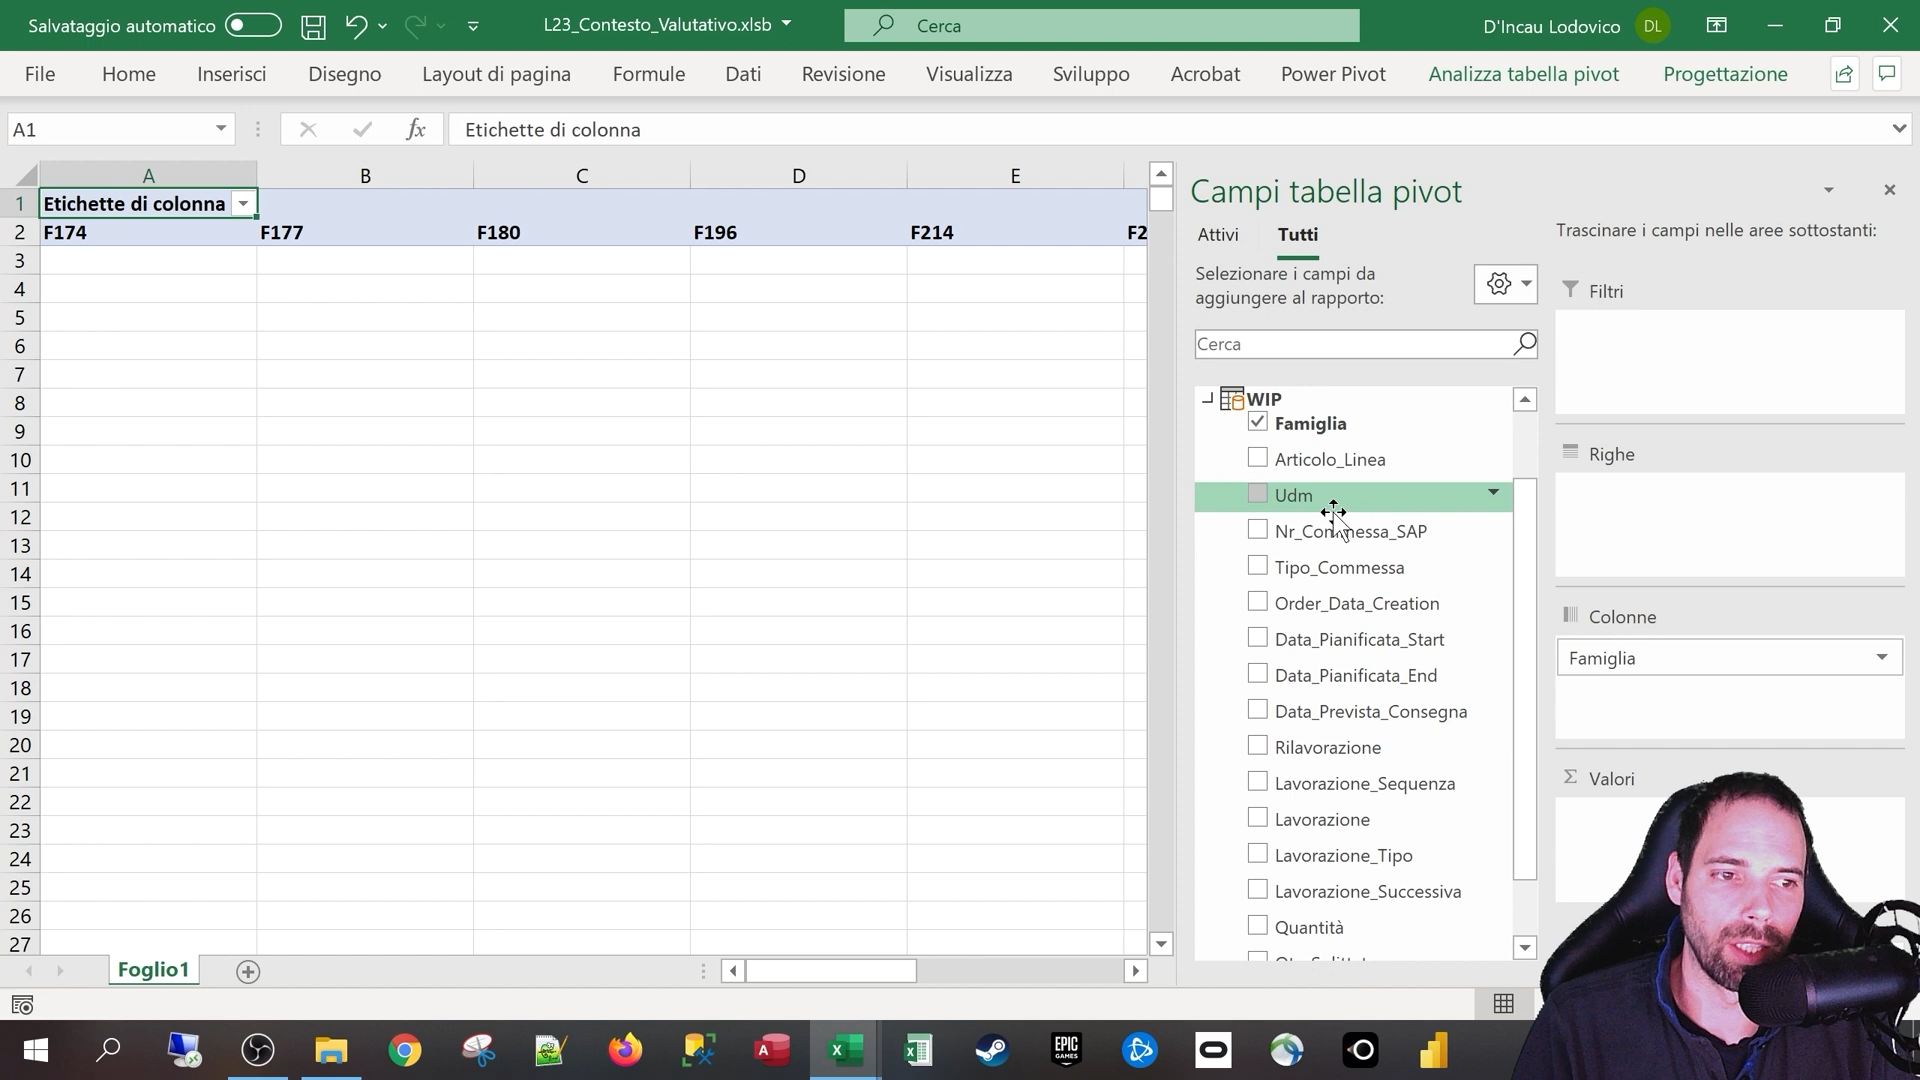 Salvataggio automatico
L23_Contesto_Valutativo.xlsb
Cerca
D'Incau Lodovico
DL
File
Home
Inserisci
Disegno
Layout di pagina
Formule
Dati
Revisione
Visualizza
Sviluppo
Acrobat
Power Pivot
Analizza tabella pivot
Progettazione
A1
fx
Etichette di colonna
A
B
C
D
E
1
Etichette di colonna
2
F174
F177
F180
F196
F214
F2
3
4
5
6
7
8
9
10
11
12
13
14
15
16
17
18
19
20
21
22
23
24
25
26
27
Foglio1
Campi tabella pivot
Attivi
Tutti
Selezionare i campi da
aggiungere al rapporto:
Cerca
WIP
Famiglia
Articolo_Linea
Udm
Nr_Commessa_SAP
Tipo_Commessa
Order_Data_Creation
Data_Pianificata_Start
Data_Pianificata_End
Data_Prevista_Consegna
Rilavorazione
Lavorazione_Sequenza
Lavorazione
Lavorazione_Tipo
Lavorazione_Successiva
Quantità
Trascinare i campi nelle aree sottostanti:
Filtri
Righe
Colonne
Famiglia
Σ Valori
EPIC
GAMES